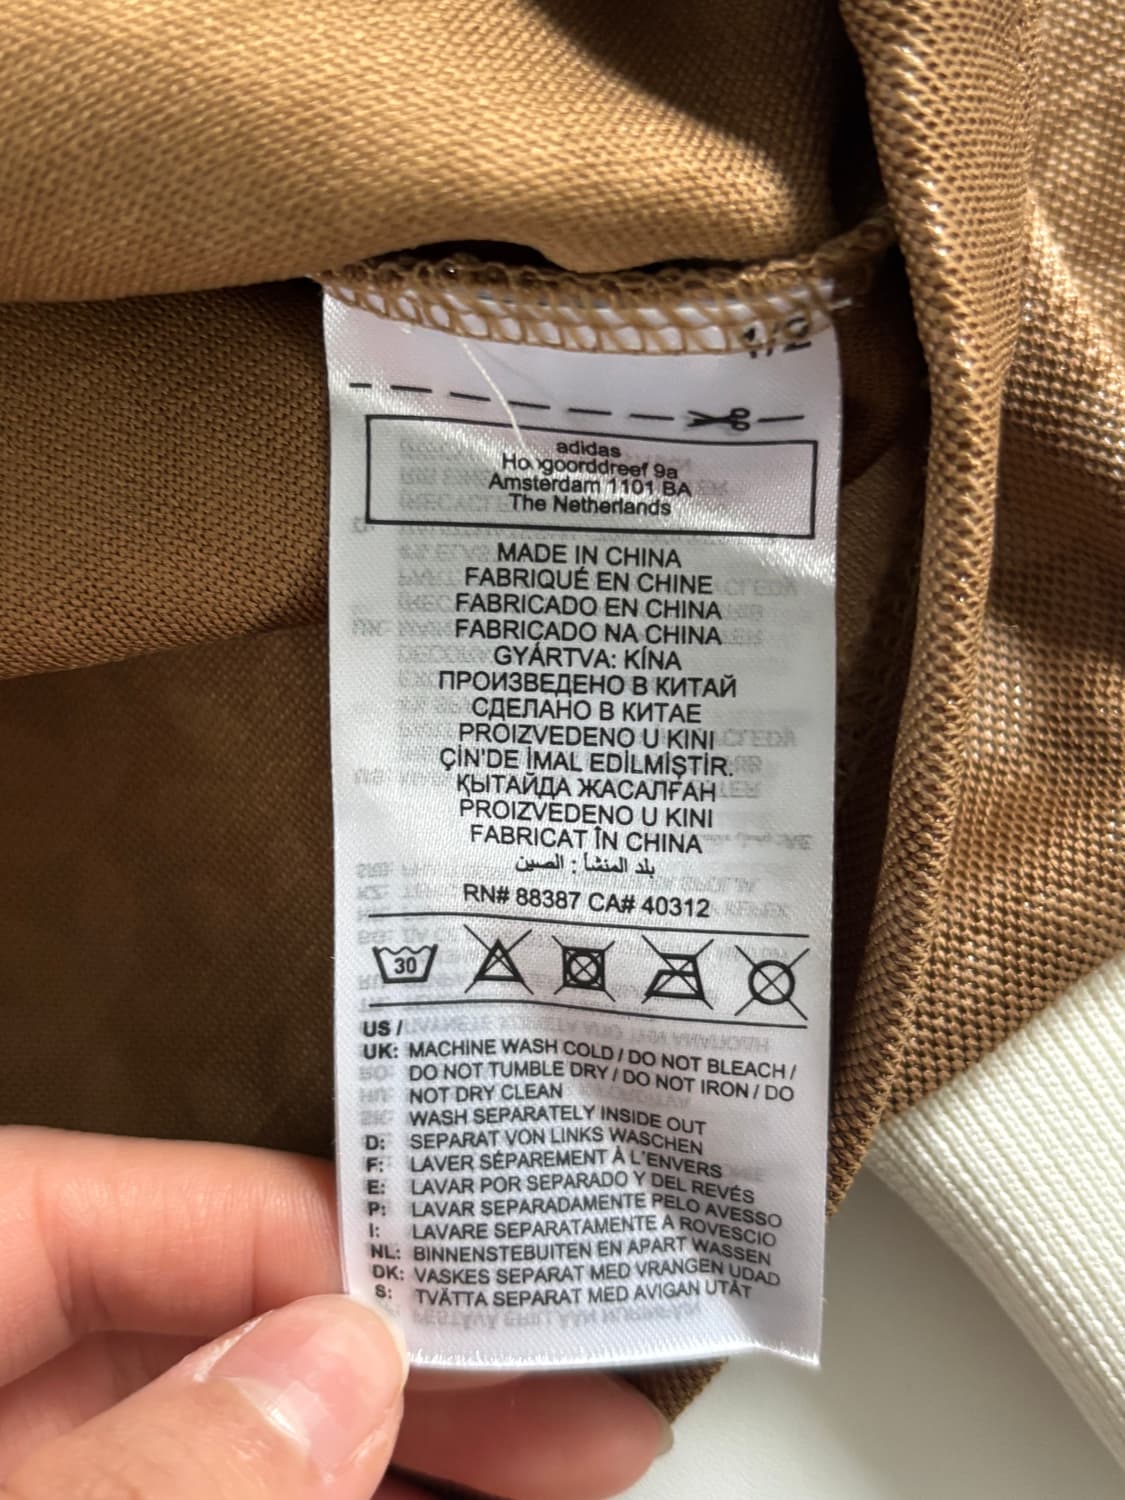 1/2
adidas
Hoogoorddreef 9a
Amsterdam 1101 BA
The Netherlands
MADE IN CHINA
FABRIQUÉ EN CHINE
FABRICADO EN CHINA
FABRICADO NA CHINA
GYÁRTVA: KÍNA
ПРОИЗВЕДЕНО В КИТАЙ
СДЕЛАНО В КИТАЕ
PROIZVEDENO U KINI
ÇİN'DE İMAL EDİLMİŞTİR.
ҚЫТАЙДА ЖАСАЛҒАН
PROIZVEDENO U KINI
FABRICAT ÎN CHINA
بلد المنشأ : الصين
RN# 88387 CA# 40312
30
US /
UK: MACHINE WASH COLD / DO NOT BLEACH /
DO NOT TUMBLE DRY / DO NOT IRON / DO
NOT DRY CLEAN
WASH SEPARATELY INSIDE OUT
D: SEPARAT VON LINKS WASCHEN
F: LAVER SÉPAREMENT À L'ENVERS
E: LAVAR POR SEPARADO Y DEL REVÉS
P: LAVAR SEPARADAMENTE PELO AVESSO
I: LAVARE SEPARATAMENTE A ROVESCIO
NL: BINNENSTEBUITEN EN APART WASSEN
DK: VASKES SEPARAT MED VRANGEN UDAD
S: TVÄTTA SEPARAT MED AVIGAN UTÅT